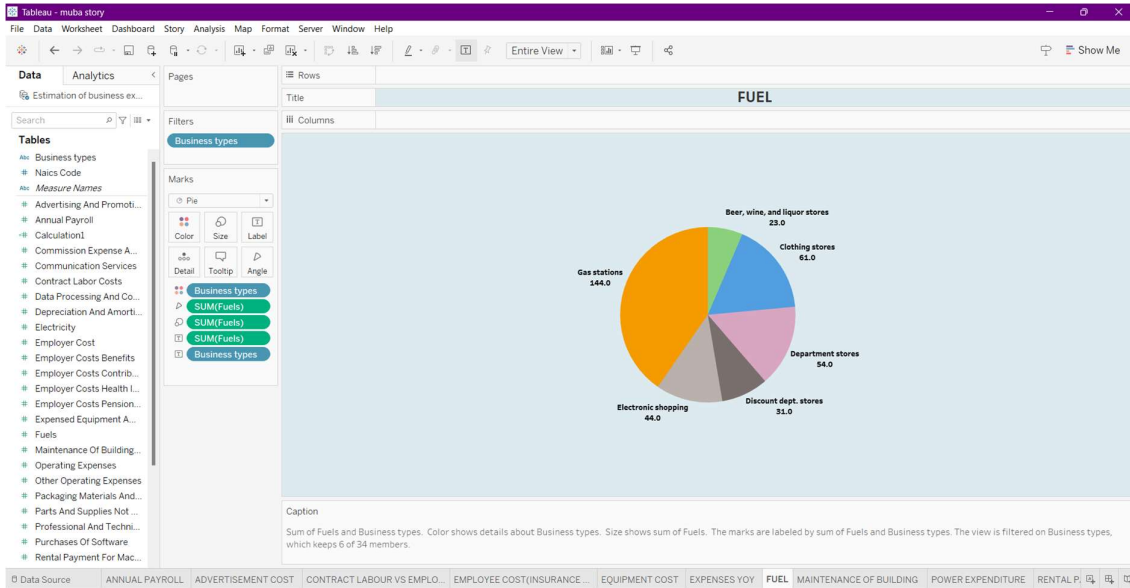 Tableau - muba story
File Data Worksheet Dashboard Story Analysis Map Format Server Window Help
Entire View
Show Me
Data Analytics
Estimation of business ex...
Search
Tables
Abc Business types
# Naics Code
Abc Measure Names
# Advertising And Promoti...
# Annual Payroll
=# Calculation1
# Commission Expense A...
# Communication Services
# Contract Labor Costs
# Data Processing And Co...
# Depreciation And Amorti...
# Electricity
# Employer Cost
# Employer Costs Benefits
# Employer Costs Contrib...
# Employer Costs Health I...
# Employer Costs Pension...
# Expensed Equipment A...
# Fuels
# Maintenance Of Building...
# Operating Expenses
# Other Operating Expenses
# Packaging Materials And...
# Parts And Supplies Not ...
# Professional And Techni...
# Purchases Of Software
# Rental Payment For Mac...
Pages
Filters
Business types
Marks
Pie
Color Size Label
Detail Tooltip Angle
Business types
SUM(Fuels)
SUM(Fuels)
SUM(Fuels)
Business types
Rows
Title
FUEL
Columns
Beer, wine, and liquor stores
23.0
Clothing stores
61.0
Gas stations
144.0
Department stores
54.0
Discount dept. stores
31.0
Electronic shopping
44.0
Caption
Sum of Fuels and Business types. Color shows details about Business types. Size shows sum of Fuels. The marks are labeled by sum of Fuels and Business types. The view is filtered on Business types,
which keeps 6 of 34 members.
Data Source ANNUAL PAYROLL ADVERTISEMENT COST CONTRACT LABOUR VS EMPLO... EMPLOYEE COST(INSURANCE ... EQUIPMENT COST EXPENSES YOY FUEL MAINTENANCE OF BUILDING POWER EXPENDITURE RENTAL P.